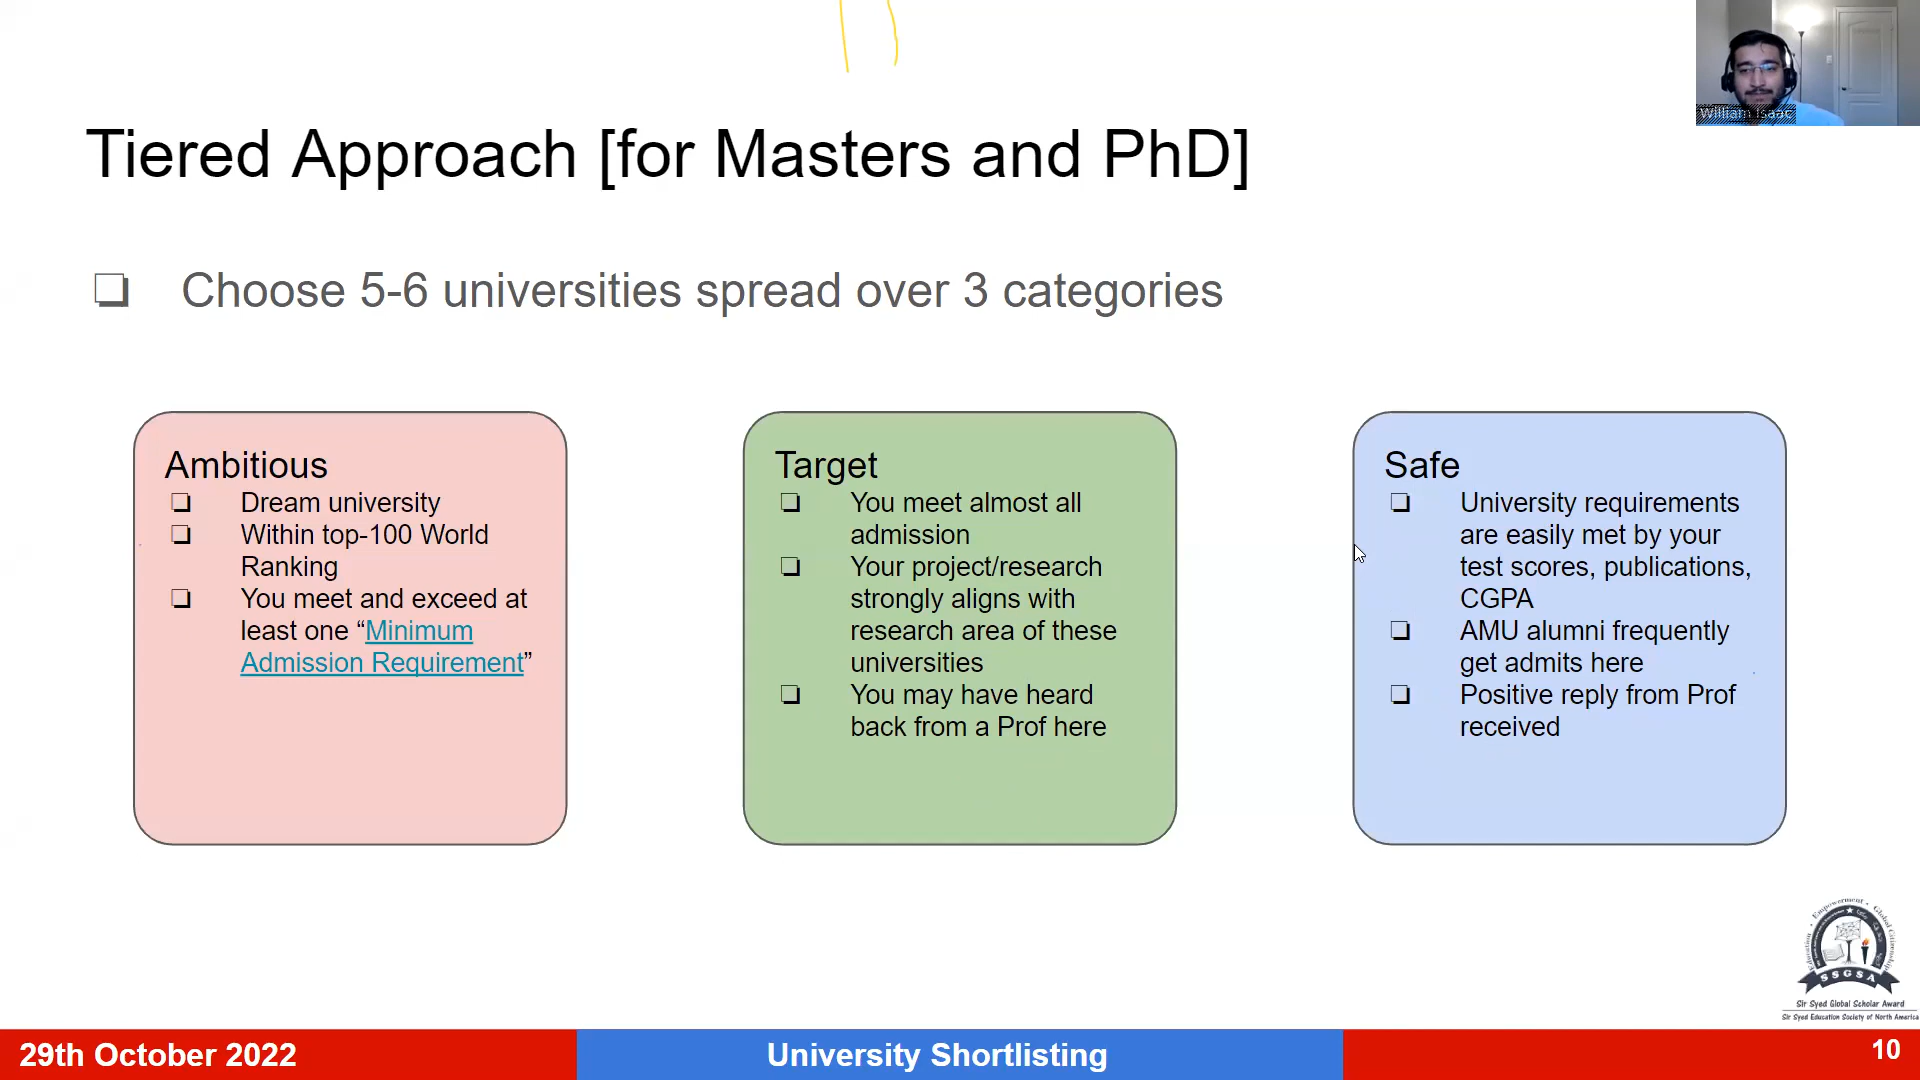 William Isaac
Tiered Approach [for Masters and PhD]
❏ Choose 5-6 universities spread over 3 categories
Ambitious
❏ Dream university
❏ Within top-100 World
Ranking
❏ You meet and exceed at
least one “Minimum
Admission Requirement”
Target
❏ You meet almost all
admission
❏ Your project/research
strongly aligns with
research area of these
universities
❏ You may have heard
back from a Prof here
Safe
❏ University requirements
are easily met by your
test scores, publications,
CGPA
❏ AMU alumni frequently
get admits here
❏ Positive reply from Prof
received
Education • Empowerment • Global Citizenship
SSGSA
Sir Syed Global Scholar Award
Sir Syed Education Society of North America
29th October 2022
University Shortlisting
10